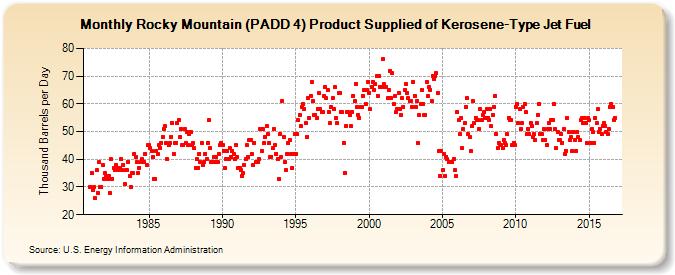 Monthly Rocky Mountain (PADD 4) Product Supplied of Kerosene-Type Jet Fuel
Thousand Barrels per Day
80
70
60
50
40
30
20
1985 1990 1995 2000 2005 2010 2015
Source: U.S. Energy Information Administration